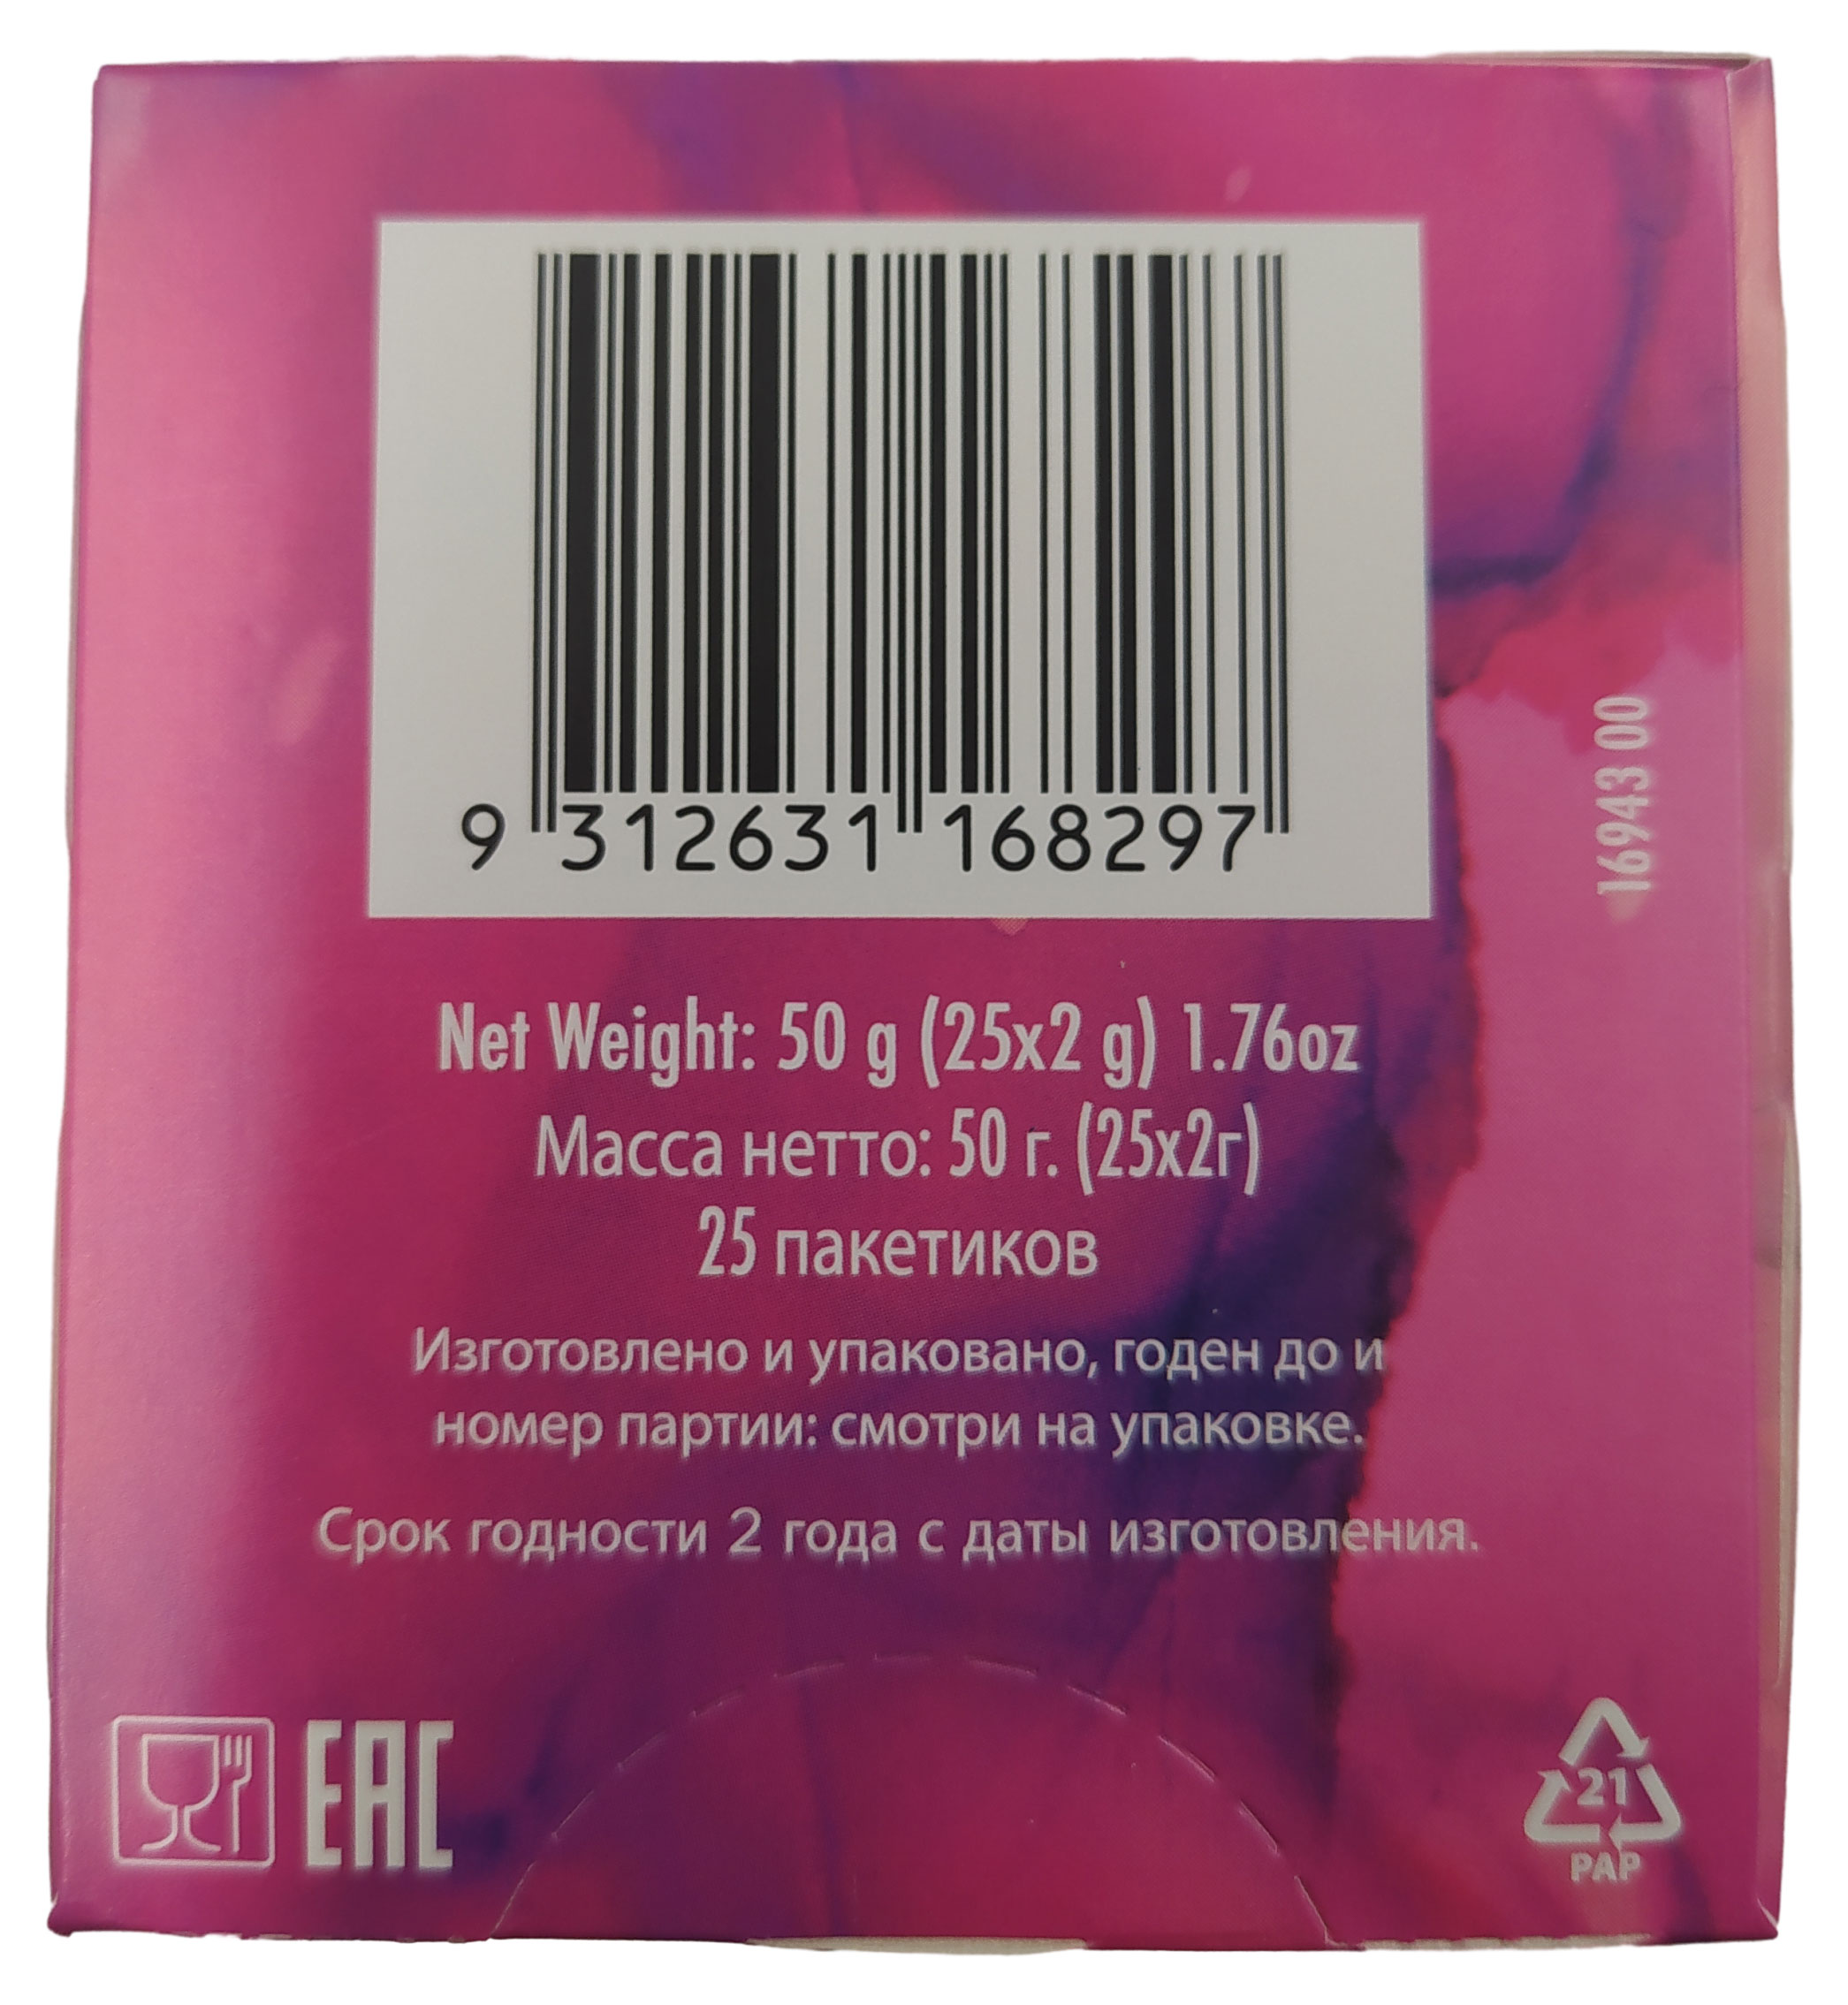 9 312631 168297
16943 00
Net Weight: 50 g (25x2 g) 1.76oz
Масса нетто: 50 г. (25х2г)
25 пакетиков
Изготовлено и упаковано, годен до и
номер партии: смотри на упаковке.
Срок годности 2 года с даты изготовления.
EAC
21
PAP